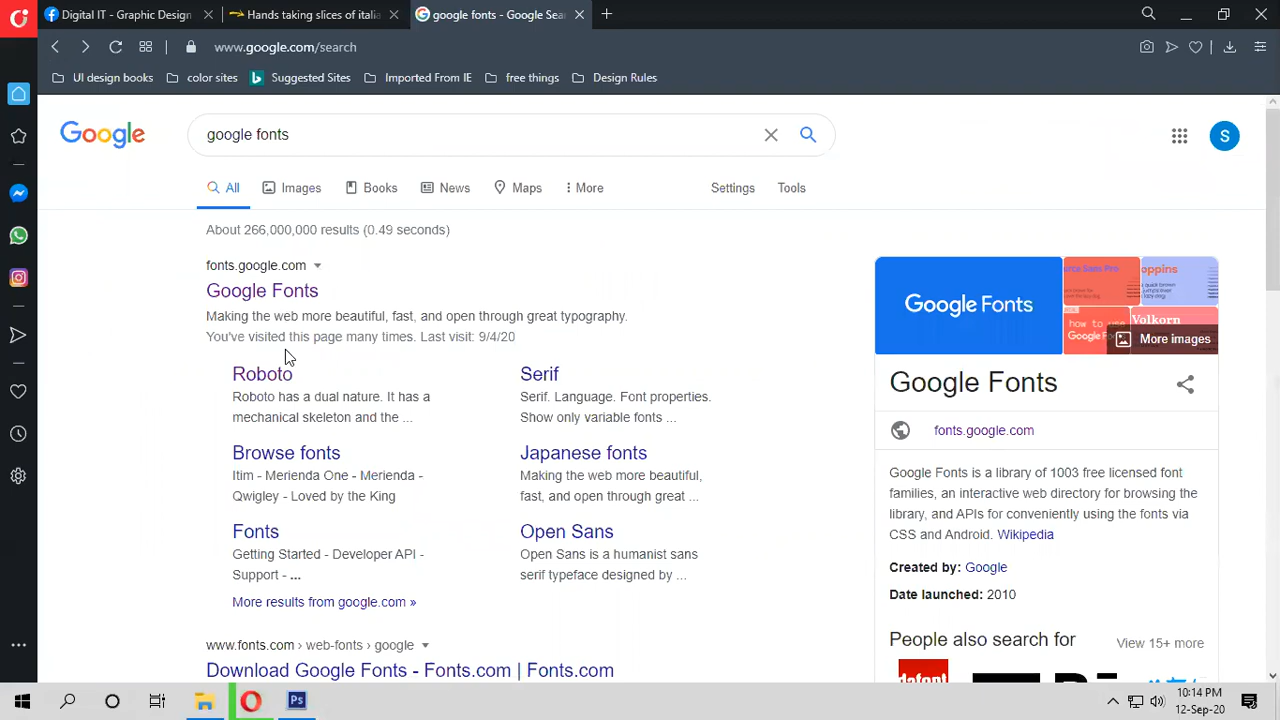 Digital IT - Graphic Design
Hands taking slices of italia
google fonts - Google Sea
www.google.com/search
UI design books
color sites
Suggested Sites
Imported From IE
free things
Design Rules
Google
google fonts
S
All
Images
Books
News
Maps
More
Settings
Tools
About 266,000,000 results (0.49 seconds)
fonts.google.com
Google Fonts
Making the web more beautiful, fast, and open through great typography.
You've visited this page many times. Last visit: 9/4/20
Roboto
Roboto has a dual nature. It has a
mechanical skeleton and the ...
Serif
Serif. Language. Font properties.
Show only variable fonts ...
Browse fonts
Itim - Merienda One - Merienda -
Qwigley - Loved by the King
Japanese fonts
Making the web more beautiful,
fast, and open through great ...
Fonts
Getting Started - Developer API -
Support - ...
Open Sans
Open Sans is a humanist sans
serif typeface designed by ...
More results from google.com »
www.fonts.com › web-fonts › google
Download Google Fonts - Fonts.com | Fonts.com
Google Fonts
urce Sans Pro
oppins
how to use
Volkorn
More images
Google Fonts
fonts.google.com
Google Fonts is a library of 1003 free licensed font
families, an interactive web directory for browsing the
library, and APIs for conveniently using the fonts via
CSS and Android. Wikipedia
Created by: Google
Date launched: 2010
People also search for
View 15+ more
dafont
Ps
10:14 PM
12-Sep-20